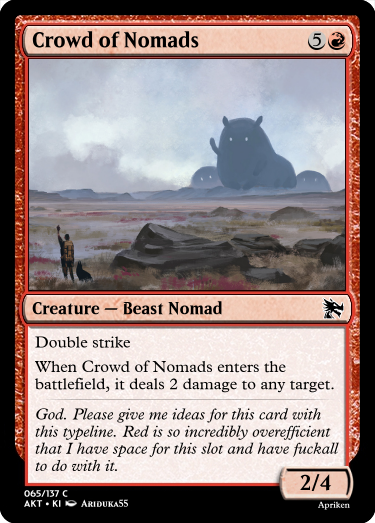 Crowd of Nomads 5
Creature — Beast Nomad
Double strike
When Crowd of Nomads enters the
battlefield, it deals 2 damage to any target.
God. Please give me ideas for this card with
this typeline. Red is so incredibly overefficient
that I have space for this slot and have fuckall
to do with it.
2/4
065/137 C
AKT • KI Ariduka55
Apriken